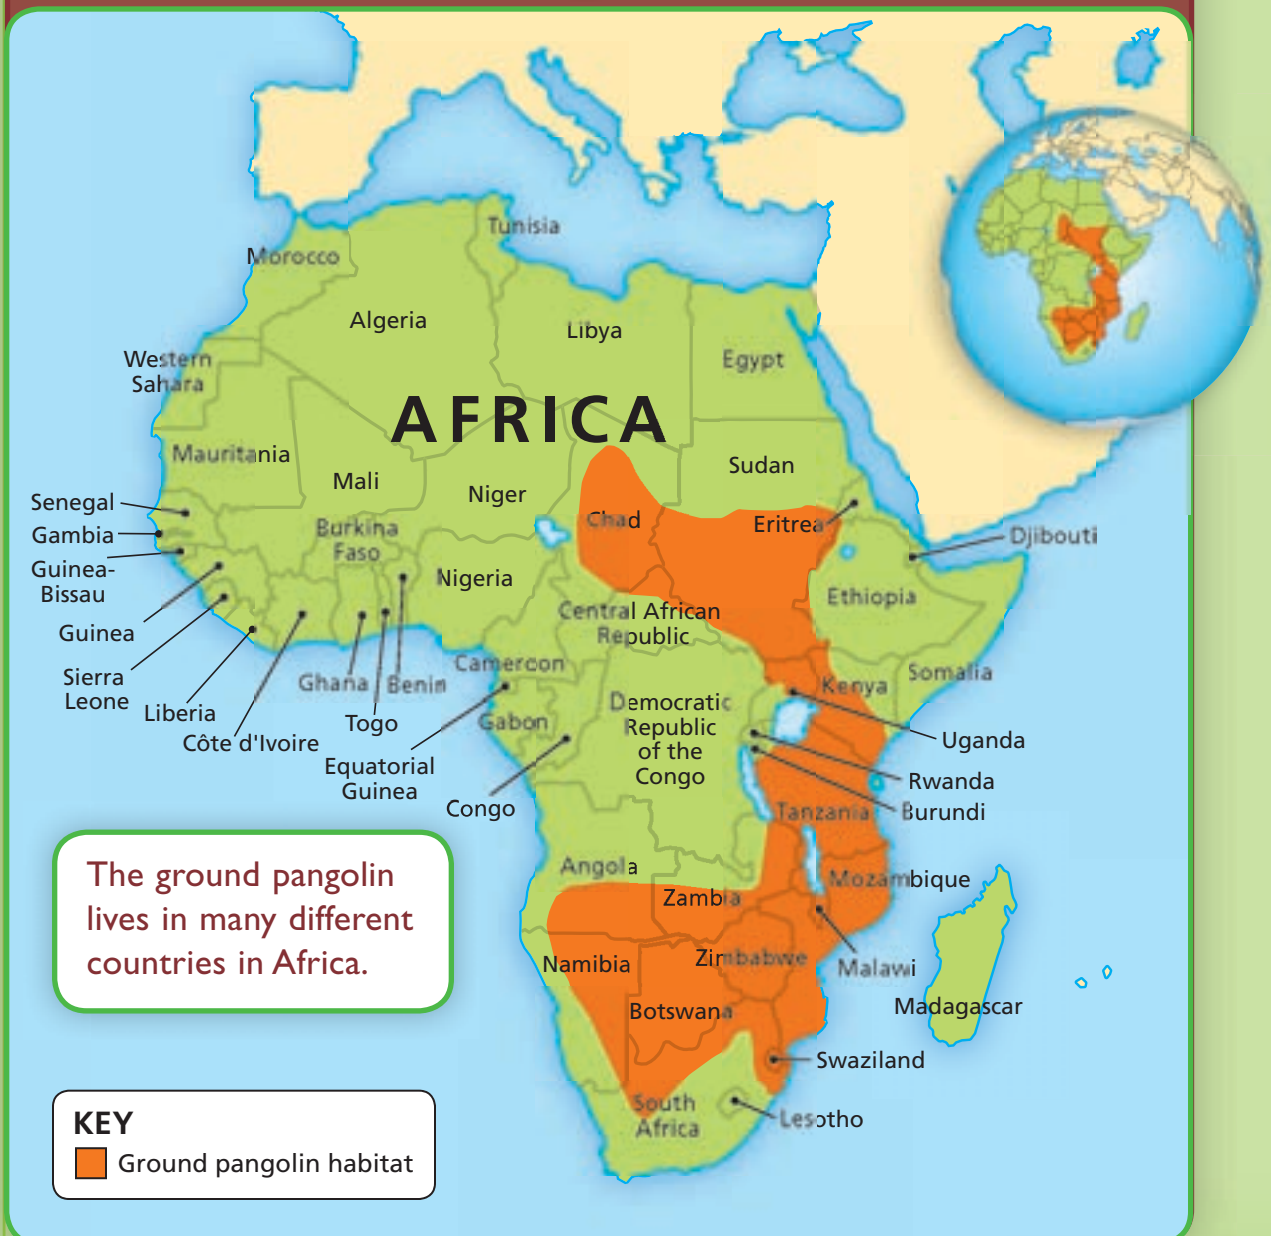 Tunisia
Morocco
Algeria
Libya
Egypt
Western
Sahara
AFRICA
Mauritania
Mali
Niger
Sudan
Chad
Eritrea
Senegal
Gambia
Guinea-
Bissau
Guinea
Sierra
Leone
Liberia
Côte d'Ivoire
Burkina
Faso
Ghana
Togo
Benin
Nigeria
Djibouti
Ethiopia
Somalia
Central African
Republic
Cameroon
Equatorial
Guinea
Gabon
Congo
Democratic
Republic
of the
Congo
Kenya
Uganda
Rwanda
Burundi
Tanzania
Angola
Zambia
Mozambique
Malawi
Zimbabwe
Namibia
Botswana
Madagascar
Swaziland
South
Africa
Lesotho
The ground pangolin
lives in many different
countries in Africa.
KEY
Ground pangolin habitat